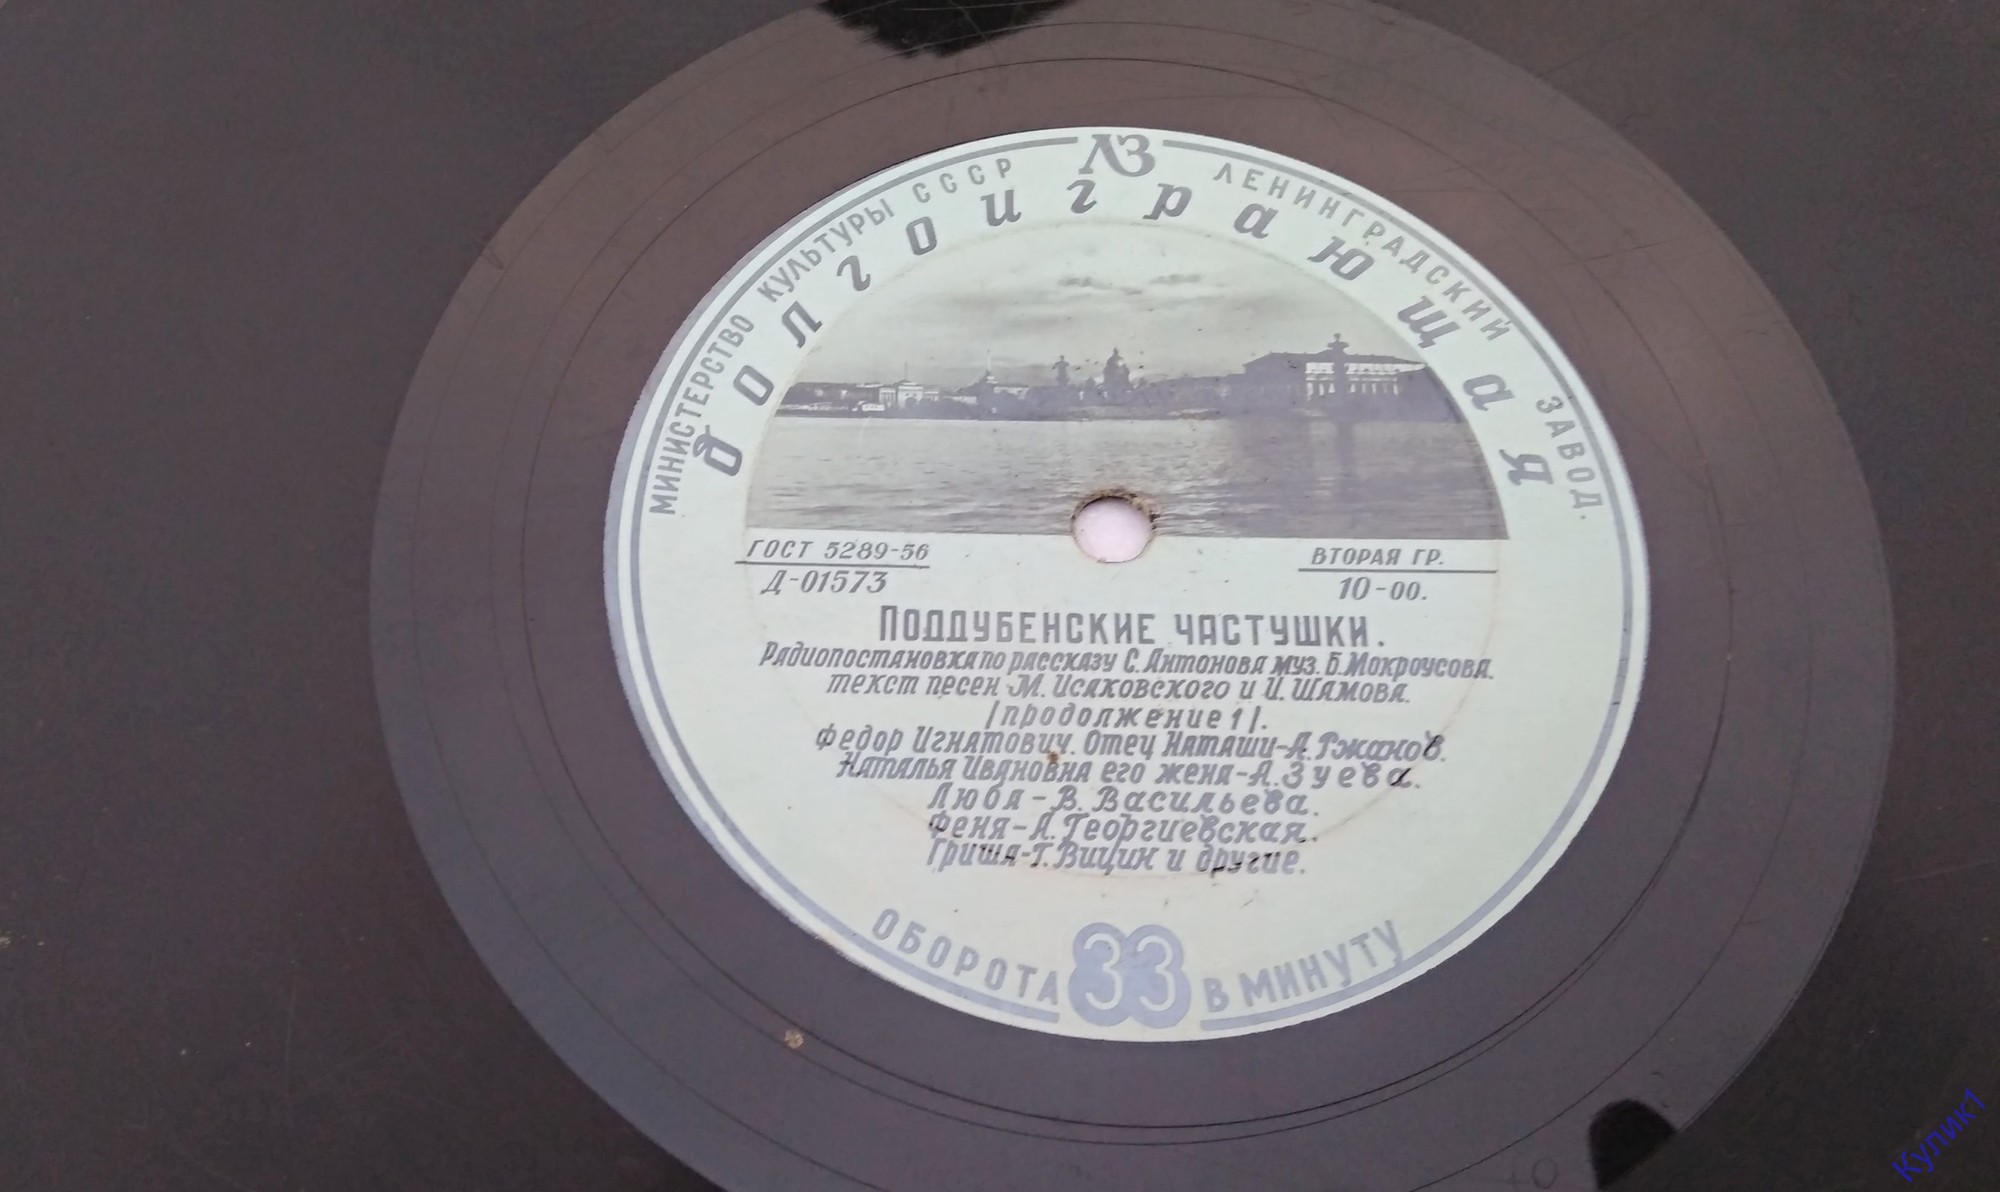 МИНИСТЕРСТВО КУЛЬТУРЫ СССР ЛЗ ЛЕНИНГРАДСКИЙ ЗАВОД.
долгоиграющая
ГОСТ 5289-56
Д-01573
ВТОРАЯ ГР.
10-00.
ПОДДУБЕНСКИЕ ЧАСТУШКИ.
Радиопостановка по рассказу С. Антонова муз. Б. Мокроусова.
текст песен М. Исаковского и И. Шамова.
/продолжение 1/.
Федор Игнатович. Отец Наташи-А. Ржанов.
Наталья Ивановна его жена-А. Зуева.
Люба-В. Васильева.
Феня-А. Георгиевская.
Гриша-Г. Вицин и другие.
ОБОРОТА 33 В МИНУТУ
Кулик1